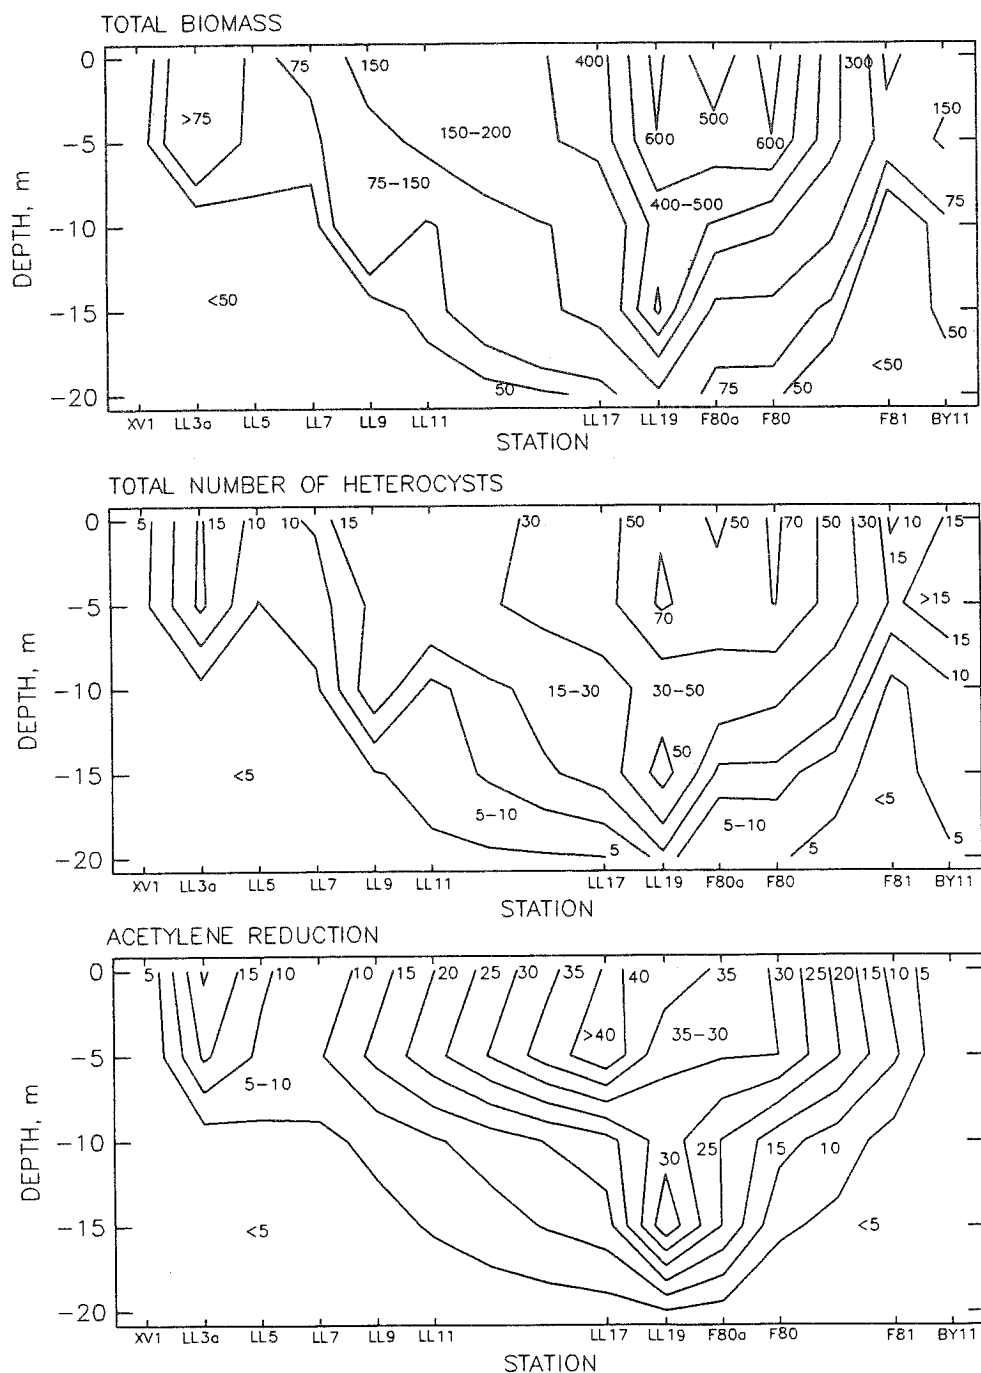 TOTAL BIOMASS
0 75 150 400 300
>75 150-200 600 500 600 150
-5
75-150 400-500 75
-10
<50
-15
50
<50
-20 50 75 50
XV1 LL3a LL5 LL7 LL9 LL11 LL17 LL19 F80a F80 F81 BY11
DEPTH, m
STATION
TOTAL NUMBER OF HETEROCYSTS
0 5 15 10 10 15 30 50 50 70 50 30 10 15
15
-5 70 >15
15
-10 15-30 30-50 10
50
-15 <5 <5
5-10 5-10
-20 5 5 5
XV1 LL3a LL5 LL7 LL9 LL11 LL17 LL19 F80a F80 F81 BY11
DEPTH, m
STATION
ACETYLENE REDUCTION
0 5 15 10 10 15 20 25 30 35 40 35 30 25 20 15 10 5
>40 35-30
-5
5-10
-10 30 25 15 10
-15 <5 <5
-20
XV1 LL3a LL5 LL7 LL9 LL11 LL17 LL19 F80a F80 F81 BY11
DEPTH, m
STATION